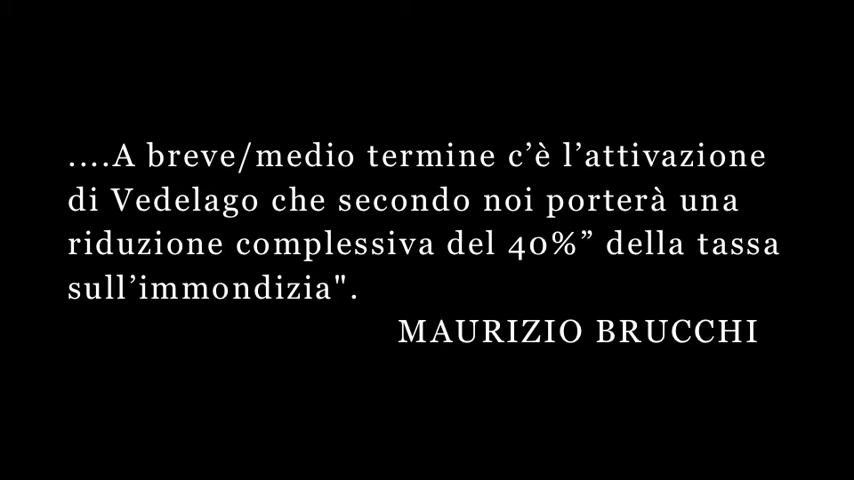 ....A breve/medio termine c’è l’attivazione
di Vedelago che secondo noi porterà una
riduzione complessiva del 40%” della tassa
sull’immondizia".
MAURIZIO BRUCCHI